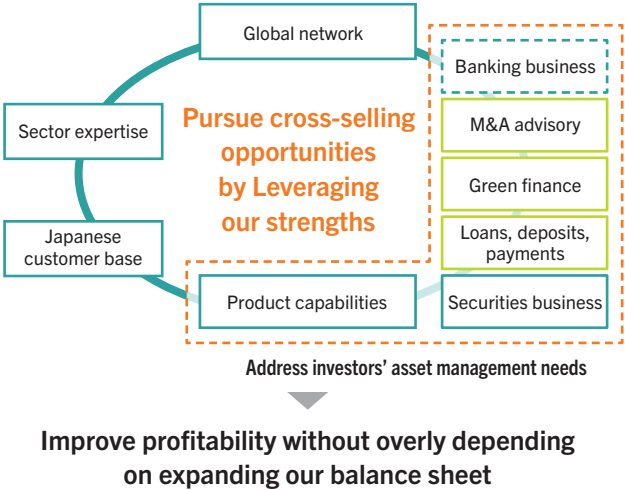 Global network
Banking business
Sector expertise
Pursue cross-selling
opportunities
by Leveraging
our strengths
M&A advisory
Green finance
Japanese
customer base
Loans, deposits,
payments
Product capabilities
Securities business
Address investors’ asset management needs
Improve profitability without overly depending
on expanding our balance sheet